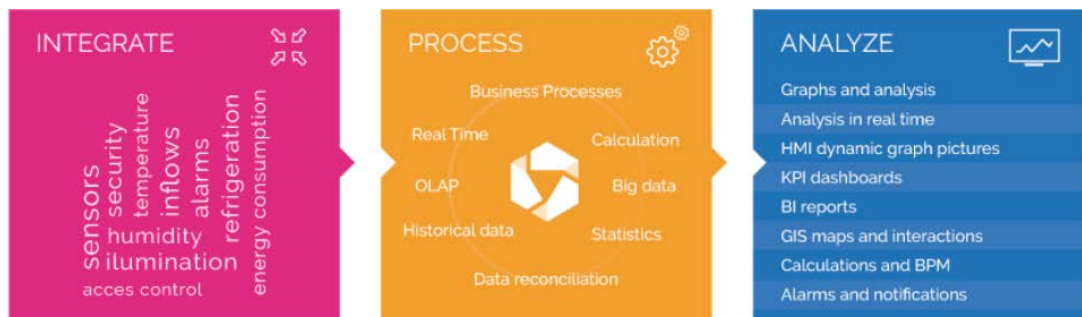 INTEGRATE
sensors
security
temperature
inflows
alarms
refrigeration
energy consumption
humidity
ilumination
acces control
PROCESS
Business Processes
Real Time
Calculation
OLAP
Big data
Historical data
Statistics
Data reconciliation
ANALYZE
Graphs and analysis
Analysis in real time
HMI dynamic graph pictures
KPI dashboards
BI reports
GIS maps and interactions
Calculations and BPM
Alarms and notifications